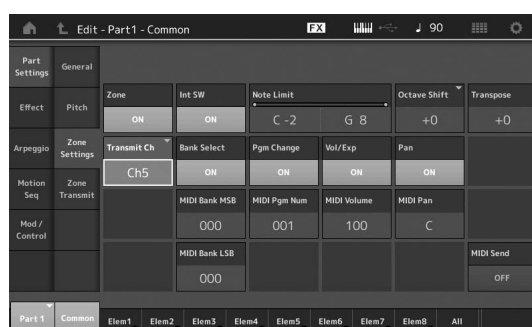 Edit - Part1 - Common
FX
♩ 90
Part Settings
General
Effect
Pitch
Arpeggio
Zone Settings
Motion Seq
Zone Transmit
Mod / Control
Zone
ON
Int SW
ON
Note Limit
C -2
G 8
Octave Shift
+0
Transpose
+0
Transmit Ch
Ch5
Bank Select
ON
Pgm Change
ON
Vol/Exp
ON
Pan
ON
MIDI Bank MSB
000
MIDI Pgm Num
001
MIDI Volume
100
MIDI Pan
C
MIDI Bank LSB
000
MIDI Send
OFF
Part 1
Common
Elem1
Elem2
Elem3
Elem4
Elem5
Elem6
Elem7
Elem8
All